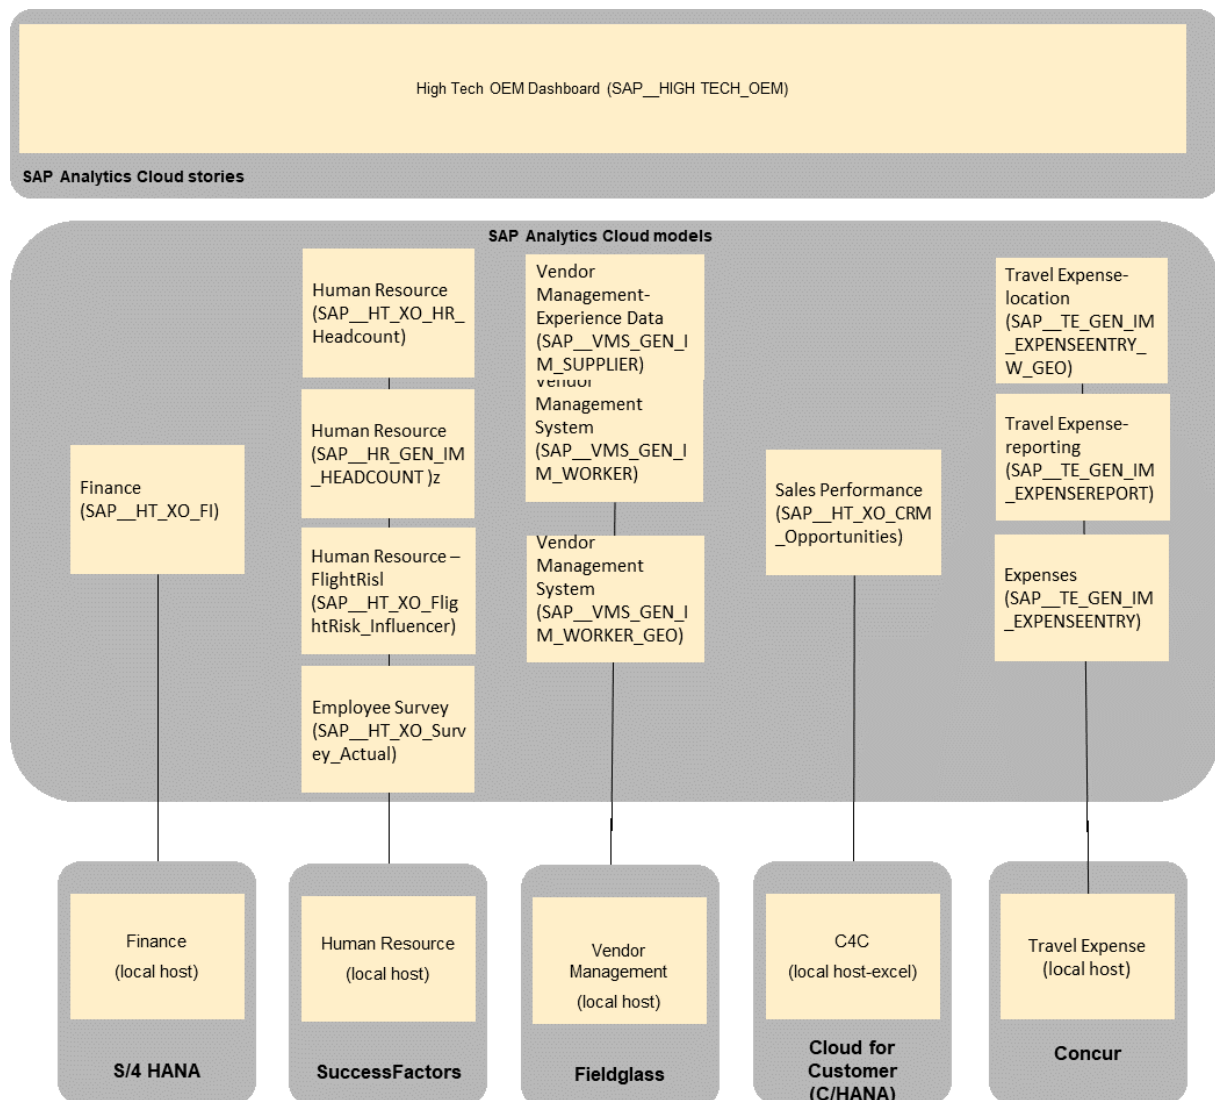 High Tech OEM Dashboard (SAP__HIGH TECH_OEM)
SAP Analytics Cloud stories
SAP Analytics Cloud models
Finance
(SAP__HT_XO_FI)
Human Resource
(SAP__HT_XO_HR_
Headcount)
Human Resource
(SAP__HR_GEN_IM
_HEADCOUNT )z
Human Resource –
FlightRisl
(SAP__HT_XO_Flig
htRisk_Influencer)
Employee Survey
(SAP__HT_XO_Surv
ey_Actual)
Vendor
Management-
Experience Data
(SAP__VMS_GEN_I
M_SUPPLIER)
Vendor
Management
System
(SAP__VMS_GEN_I
M_WORKER)
Vendor
Management
System
(SAP__VMS_GEN_I
M_WORKER_GEO)
Sales Performance
(SAP__HT_XO_CRM
_Opportunities)
Travel Expense-
location
(SAP__TE_GEN_IM
_EXPENSEENTRY_
W_GEO)
Travel Expense-
reporting
(SAP__TE_GEN_IM
_EXPENSEREPORT)
Expenses
(SAP__TE_GEN_IM
_EXPENSEENTRY)
Finance
(local host)
S/4 HANA
Human Resource
(local host)
SuccessFactors
Vendor
Management
(local host)
Fieldglass
C4C
(local host-excel)
Cloud for
Customer
(C/HANA)
Travel Expense
(local host)
Concur